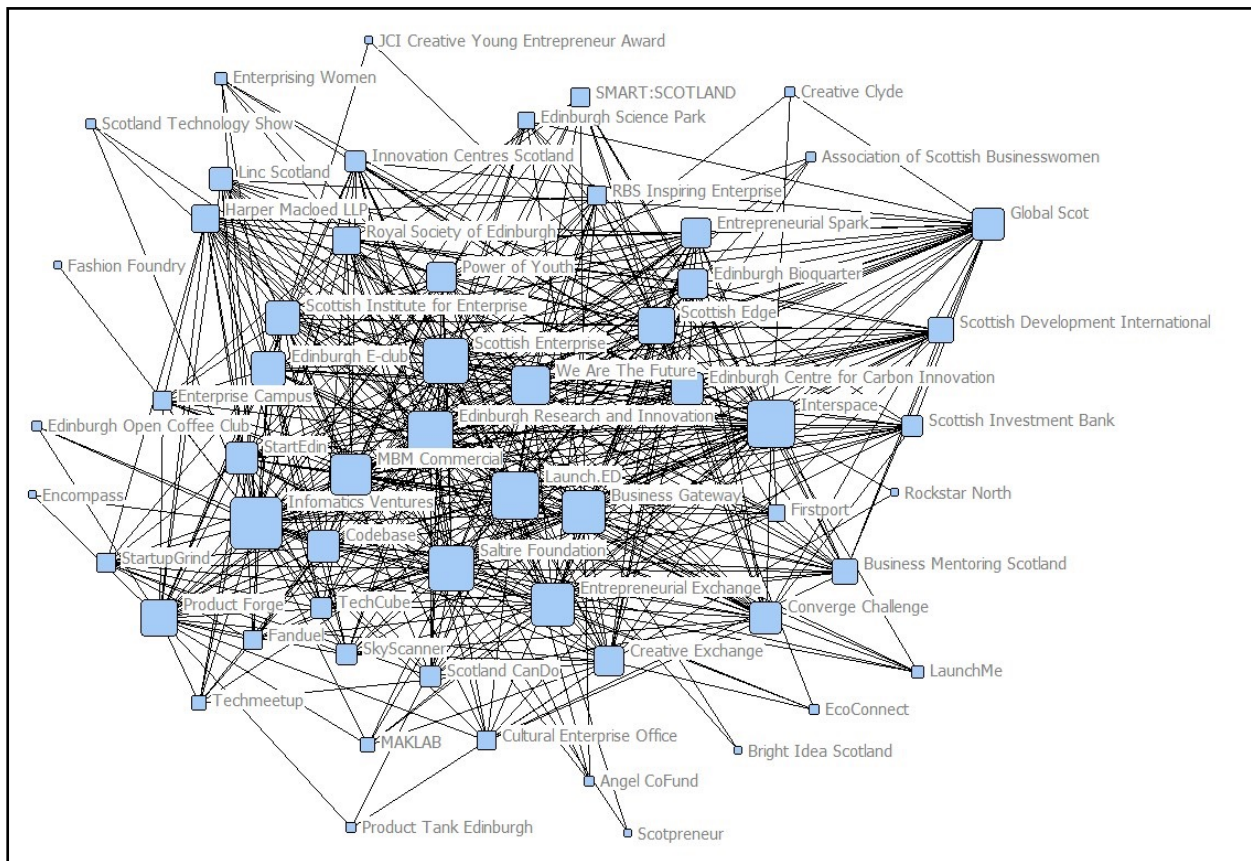 JCI Creative Young Entrepreneur Award
Enterprising Women
SMART:SCOTLAND
Creative Clyde
Scotland Technology Show
Edinburgh Science Park
Innovation Centres Scotland
Association of Scottish Businesswomen
Linc Scotland
RBS Inspiring Enterprise
Harper Macloed LLP
Global Scot
Royal Society of Edinburgh
Entrepreneurial Spark
Fashion Foundry
Power of Youth
Edinburgh Bioquarter
Scottish Institute for Enterprise
Scottish Edge
Scottish Development International
Scottish Enterprise
Edinburgh E-club
We Are The Future
Edinburgh Centre for Carbon Innovation
Enterprise Campus
Edinburgh Research and Innovation
Interspace
Scottish Investment Bank
Edinburgh Open Coffee Club
StartEdin
MBM Commercial
Launch.ED
Encompass
Infomatics Ventures
Business Gateway
Rockstar North
Firstport
Codebase
Saltire Foundation
StartupGrind
Business Mentoring Scotland
Entrepreneurial Exchange
Product Forge
TechCube
Converge Challenge
Fanduel
SkyScanner
Creative Exchange
Scotland CanDo
LaunchMe
Techmeetup
EcoConnect
MAKLAB
Cultural Enterprise Office
Bright Idea Scotland
Angel CoFund
Product Tank Edinburgh
Scotpreneur